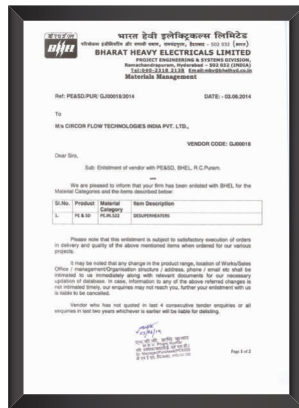 बी एच ई एल
BHEL
भारत हेवी इलेक्ट्रिकल्स लिमिटेड
BHARAT HEAVY ELECTRICALS LIMITED
PROJECT ENGINEERING & SYSTEMS DIVISION,
Ramachandrapuram, Hyderabad - 502 032 (INDIA)
Materials Management
Ref: PE&SD/PUR/ GJI00018/2014 DATE: - 03.06.2014
To
M/s CIRCOR FLOW TECHNOLOGIES INDIA PVT. LTD.,
VENDOR CODE: GJI00018
Dear Sirs,
Sub: Enlistment of vendor with PE&SD, BHEL, R.C.Puram.
We are pleased to inform that your firm has been enlisted with BHEL for the
Material Categories and the items described below:
Sl.No. Product Material Category Item Description
1. PE & SD DESUPERHEATERS
Please note that this enlistment is subject to satisfactory execution of orders
in delivery and quality of the above mentioned items when ordered for our various
projects.
It may be noted that any change in the product range, location of Works/Sales
Office / management/Organisation structure / address, phone / email etc shall be
intimated to us immediately along with relevant documents for our necessary
updation of database. In case, information to any of the above referred changes is
not intimated timely, our enquiries may not reach you, further your enlistment with us
is liable to be cancelled.
Vendor who has not quoted in last 4 consecutive tender enquiries or all
enquiries in last two years whichever is earlier will be liable for delisting.
Page 1 of 2